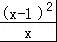 (x-1)²
x